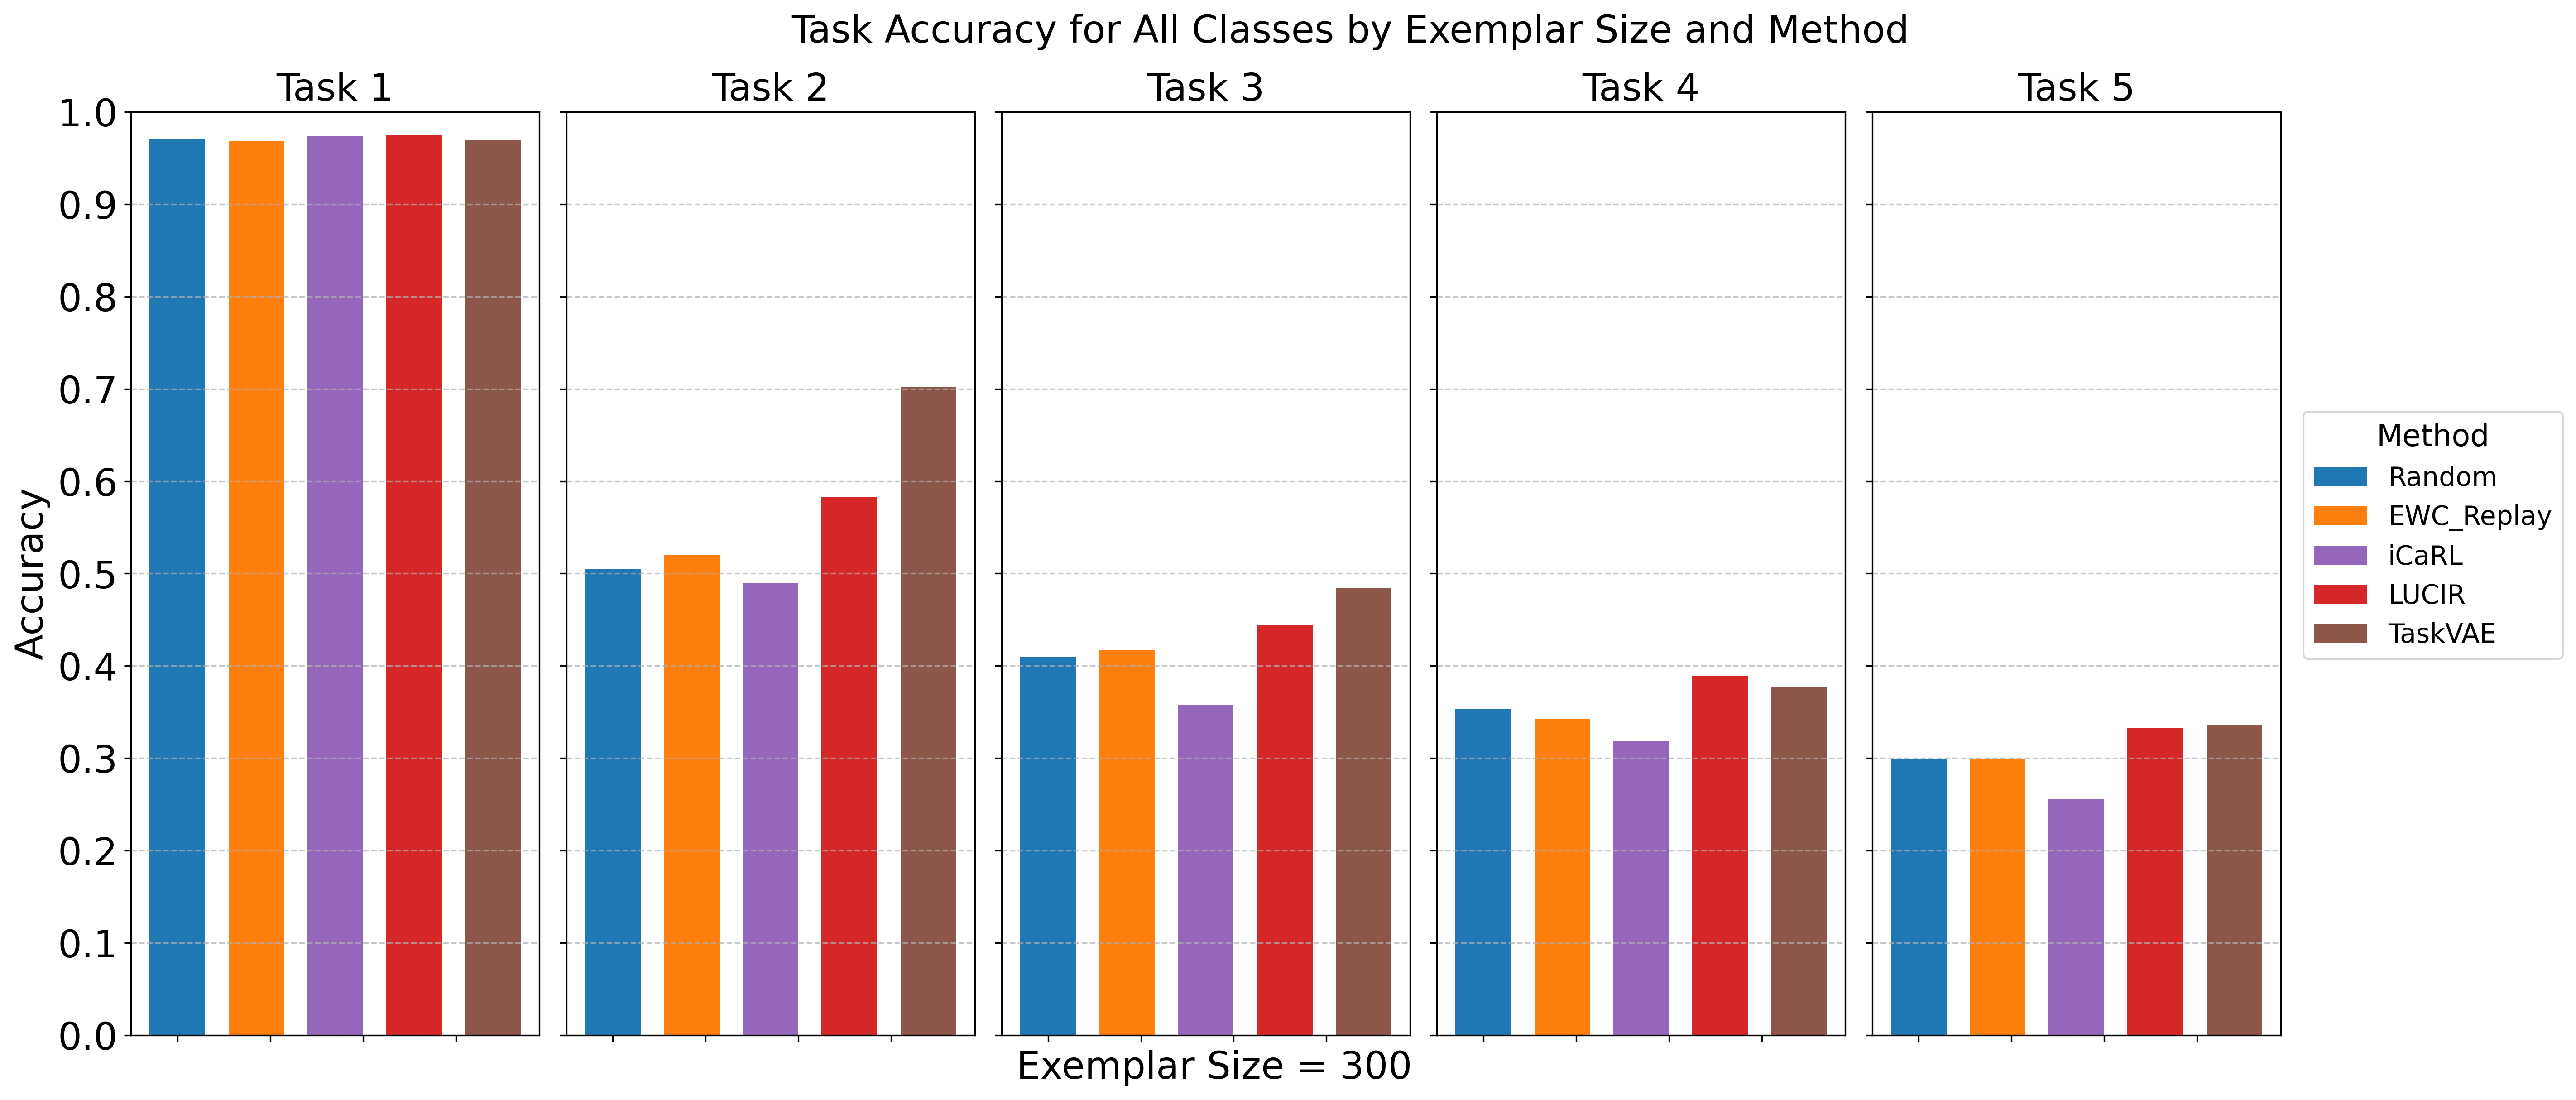 Task Accuracy for All Classes by Exemplar Size and Method
Task 1
Task 2
Task 3
Task 4
Task 5
Accuracy
1.0
0.9
0.8
0.7
0.6
0.5
0.4
0.3
0.2
0.1
0.0
Exemplar Size = 300
Method
Random
EWC_Replay
iCaRL
LUCIR
TaskVAE